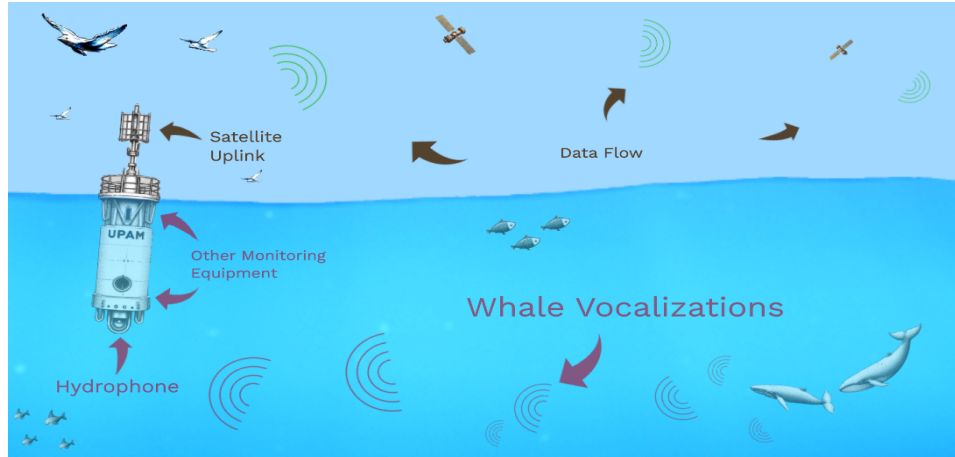 Satellite
Uplink
Data Flow
UPAM
Other Monitoring
Equipment
Whale Vocalizations
Hydrophone